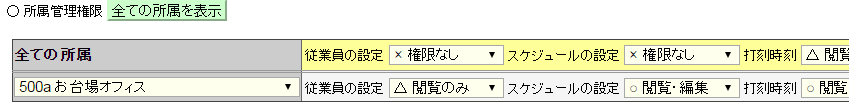 ○ 所属管理権限 全ての所属を表示
全ての所属 従業員の設定 × 権限なし ▼ スケジュールの設定 × 権限なし ▼ 打刻時刻 △ 閲覧
500a お台場オフィス ▼ 従業員の設定 △ 閲覧のみ ▼ スケジュールの設定 ○ 閲覧・編集 ▼ 打刻時刻 ○ 閲覧